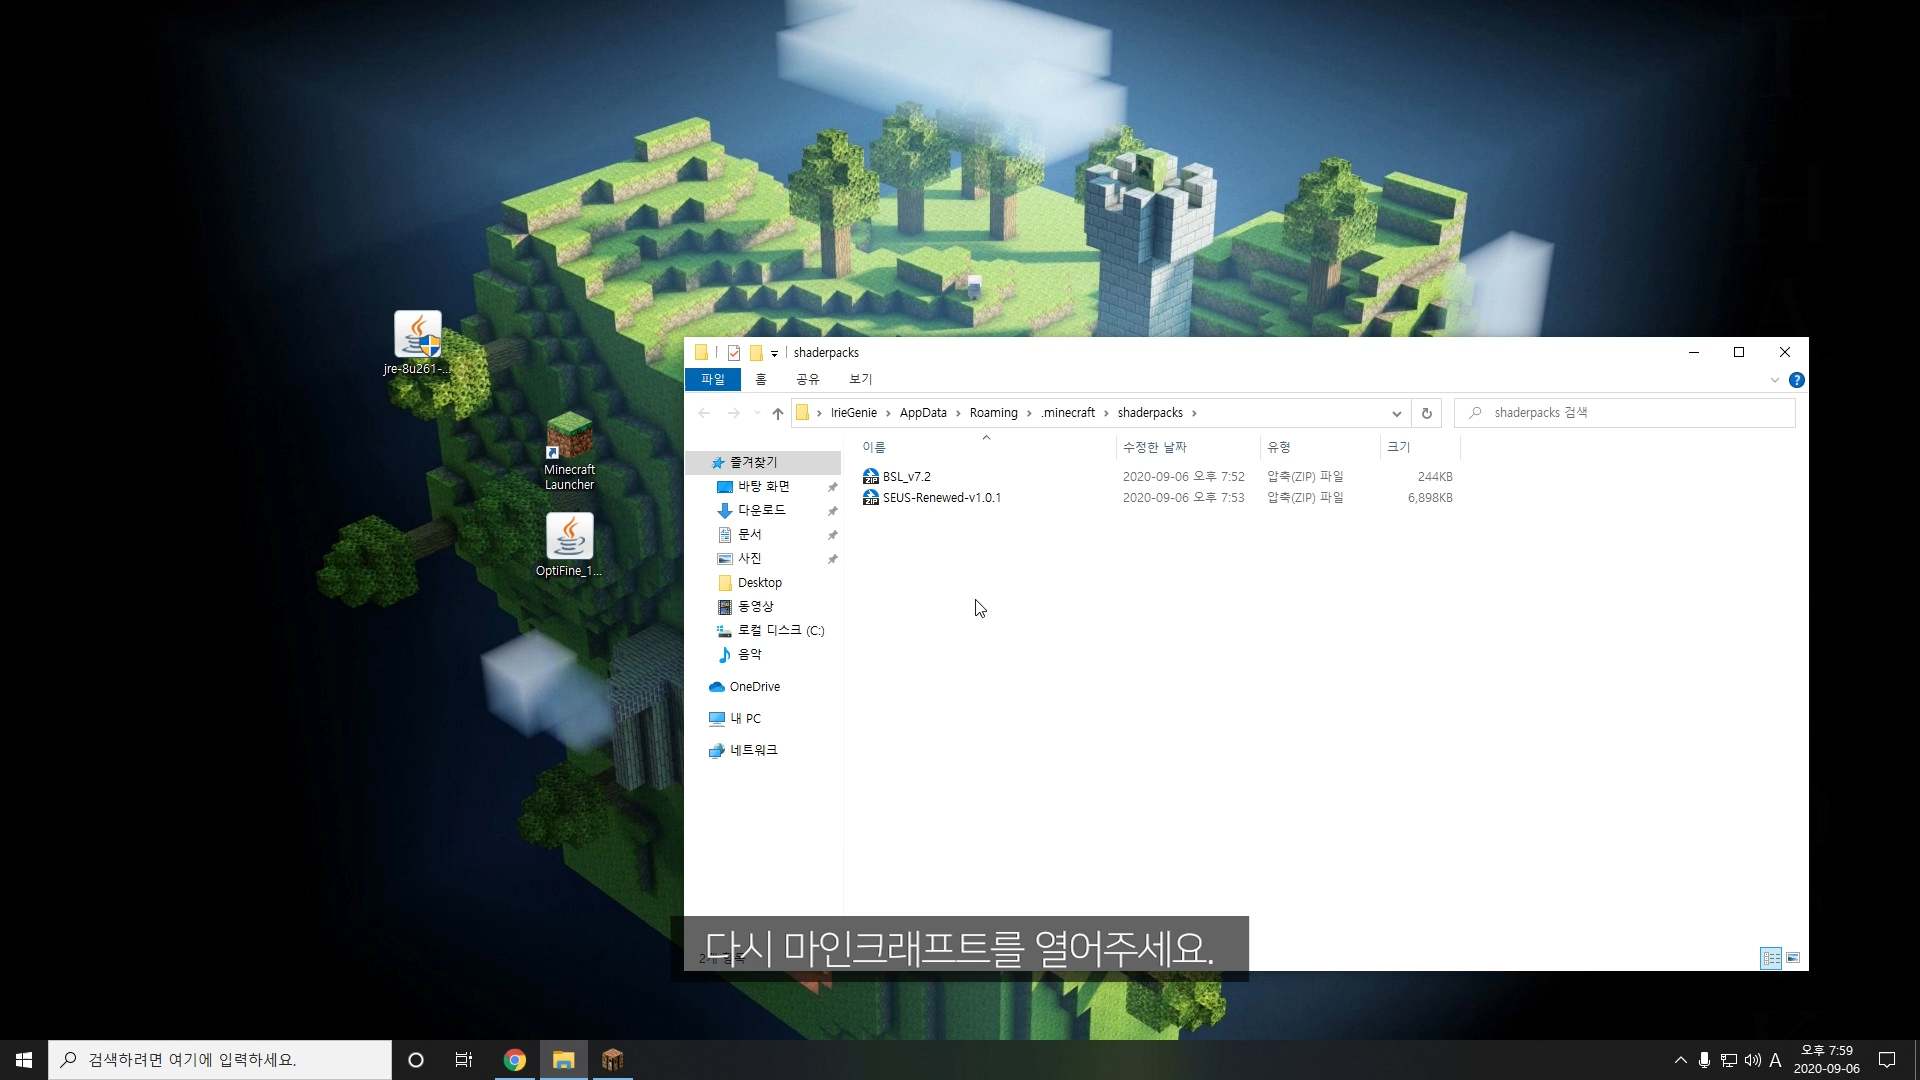 jre-8u261-...
Minecraft
Launcher
OptiFine_1...
shaderpacks
파일 홈 공유 보기
IrieGenie > AppData > Roaming > .minecraft > shaderpacks >
shaderpacks 검색
이름 수정한 날짜 유형 크기
즐겨찾기
바탕 화면
다운로드
문서
사진
Desktop
동영상
로컬 디스크 (C:)
음악
OneDrive
내 PC
네트워크
BSL_v7.2 2020-09-06 오후 7:52 압축(ZIP) 파일 244KB
SEUS-Renewed-v1.0.1 2020-09-06 오후 7:53 압축(ZIP) 파일 6,898KB
다시 마인크래프트를 열어주세요.
검색하려면 여기에 입력하세요.
A
오후 7:59
2020-09-06